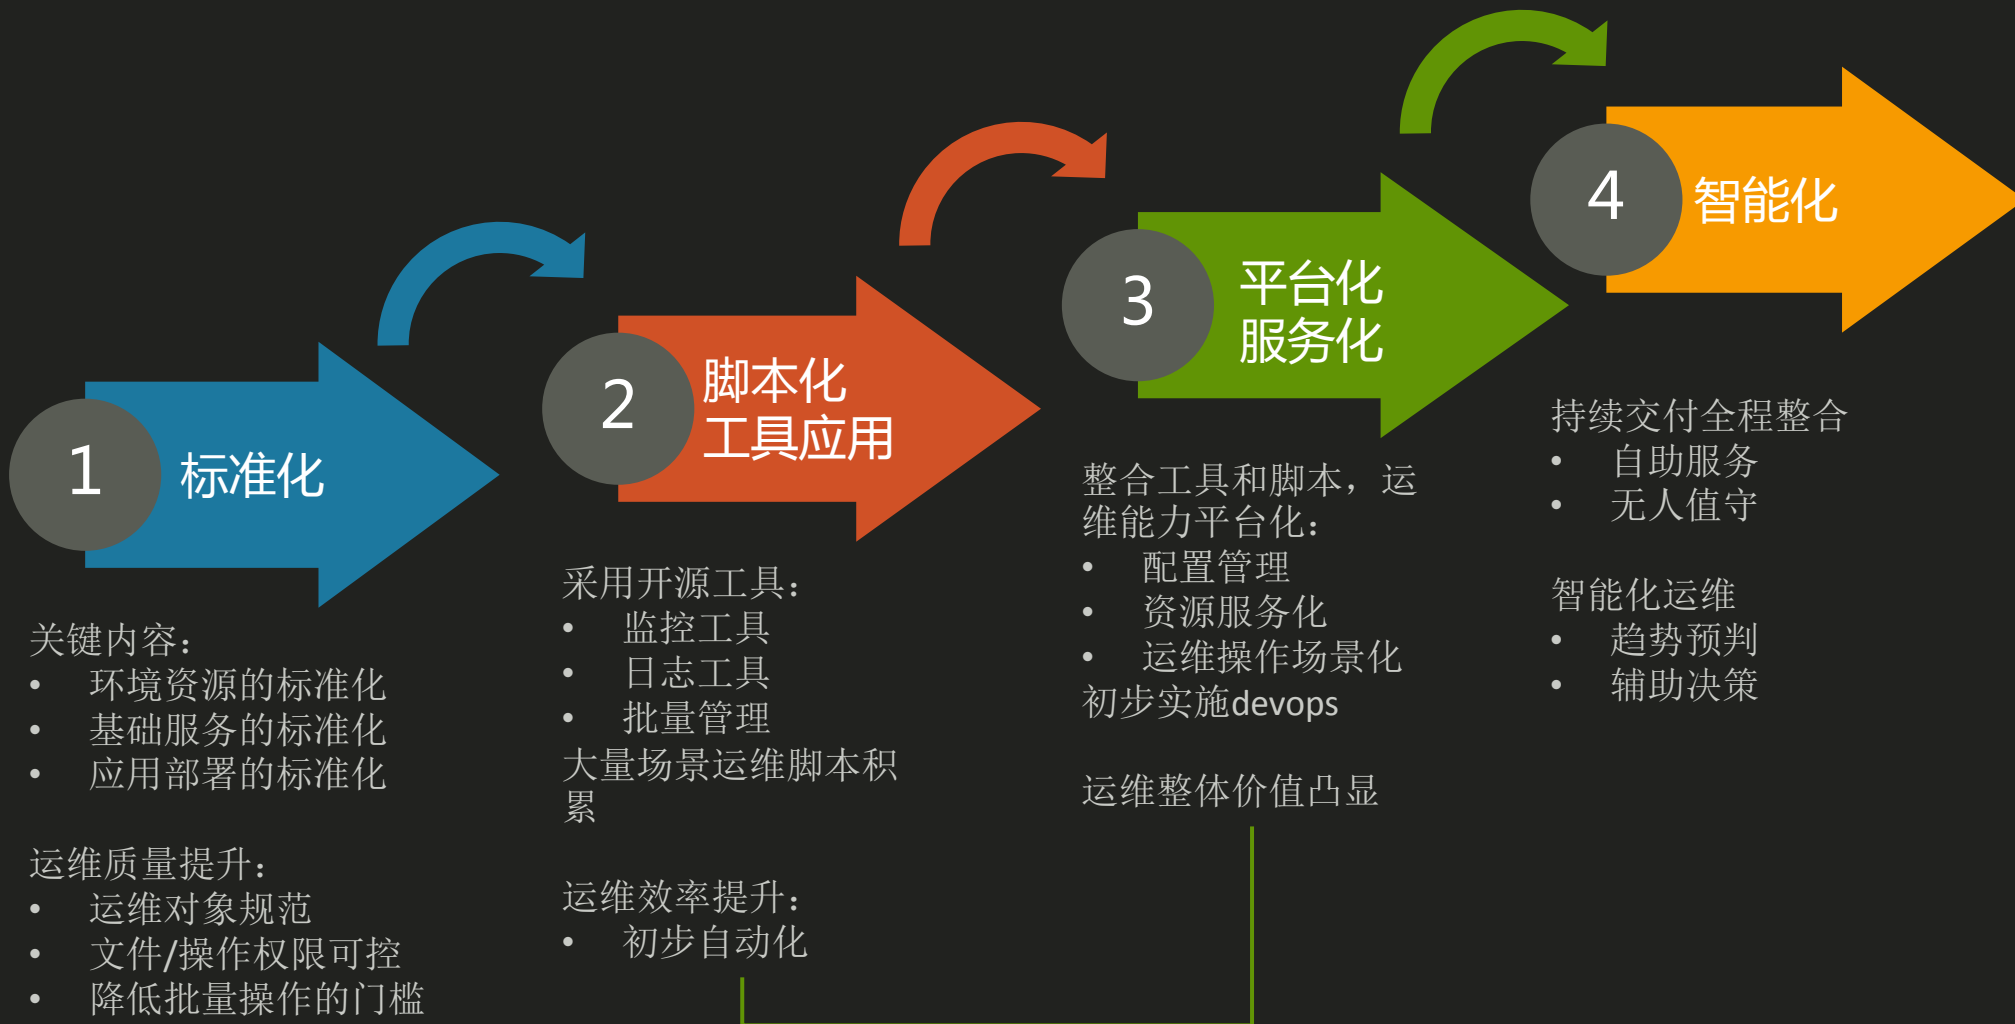 1
标准化
关键内容：
• 环境资源的标准化
• 基础服务的标准化
• 应用部署的标准化
运维质量提升：
• 运维对象规范
• 文件/操作权限可控
• 降低批量操作的门槛
2
脚本化
工具应用
采用开源工具：
• 监控工具
• 日志工具
• 批量管理
大量场景运维脚本积
累
运维效率提升：
• 初步自动化
3
平台化
服务化
整合工具和脚本，运
维能力平台化：
• 配置管理
• 资源服务化
• 运维操作场景化
初步实施devops
运维整体价值凸显
4
智能化
持续交付全程整合
• 自助服务
• 无人值守
智能化运维
• 趋势预判
• 辅助决策